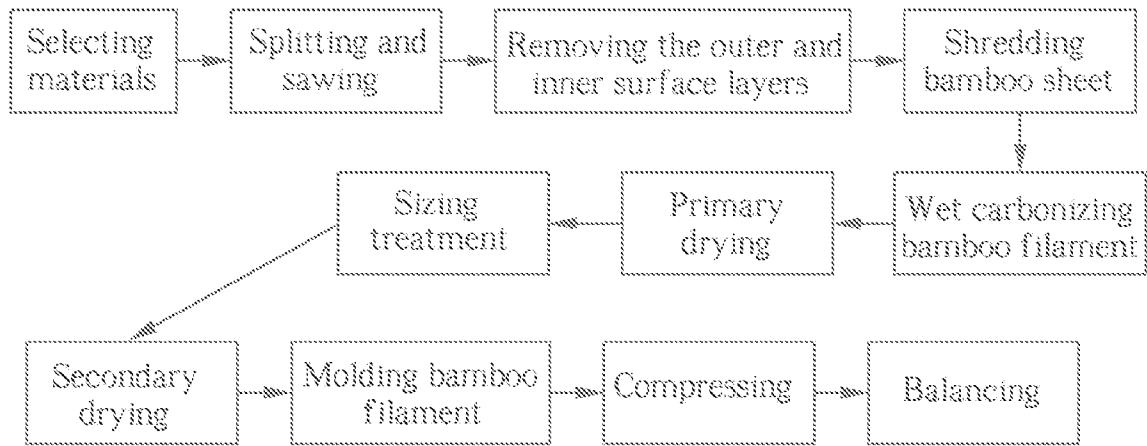 Selecting
materials
Splitting and
sawing
Removing the outer and
inner surface layers
Shredding
bamboo sheet
Wet carbonizing
bamboo filament
Primary
drying
Sizing
treatment
Secondary
drying
Molding bamboo
filament
Compressing
Balancing